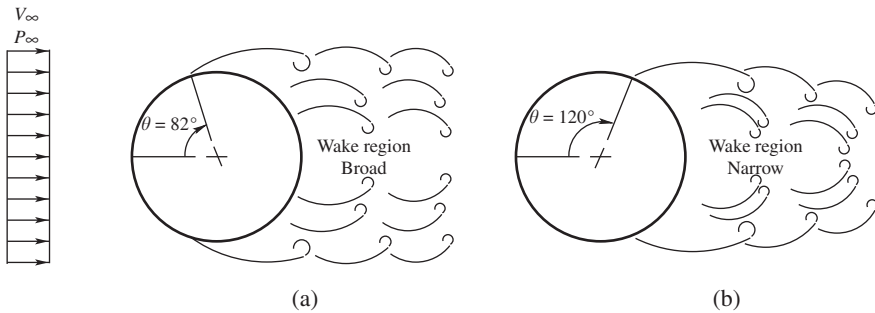 V∞
P∞
θ = 82°
Wake region
Broad
(a)
θ = 120°
Wake region
Narrow
(b)